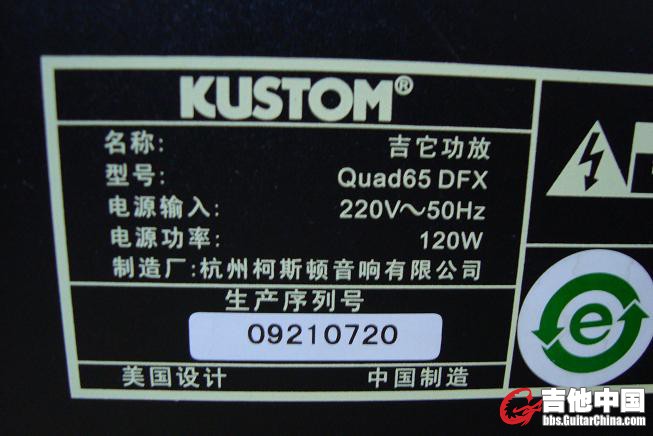 KUSTOM®
名称: 吉它功放
型号: Quad65 DFX
电源输入: 220V～50Hz
电源功率: 120W
制造厂:杭州柯斯顿音响有限公司
生产序列号
09210720
美国设计 中国制造
e
吉他中国
bbs.GuitarChina.com